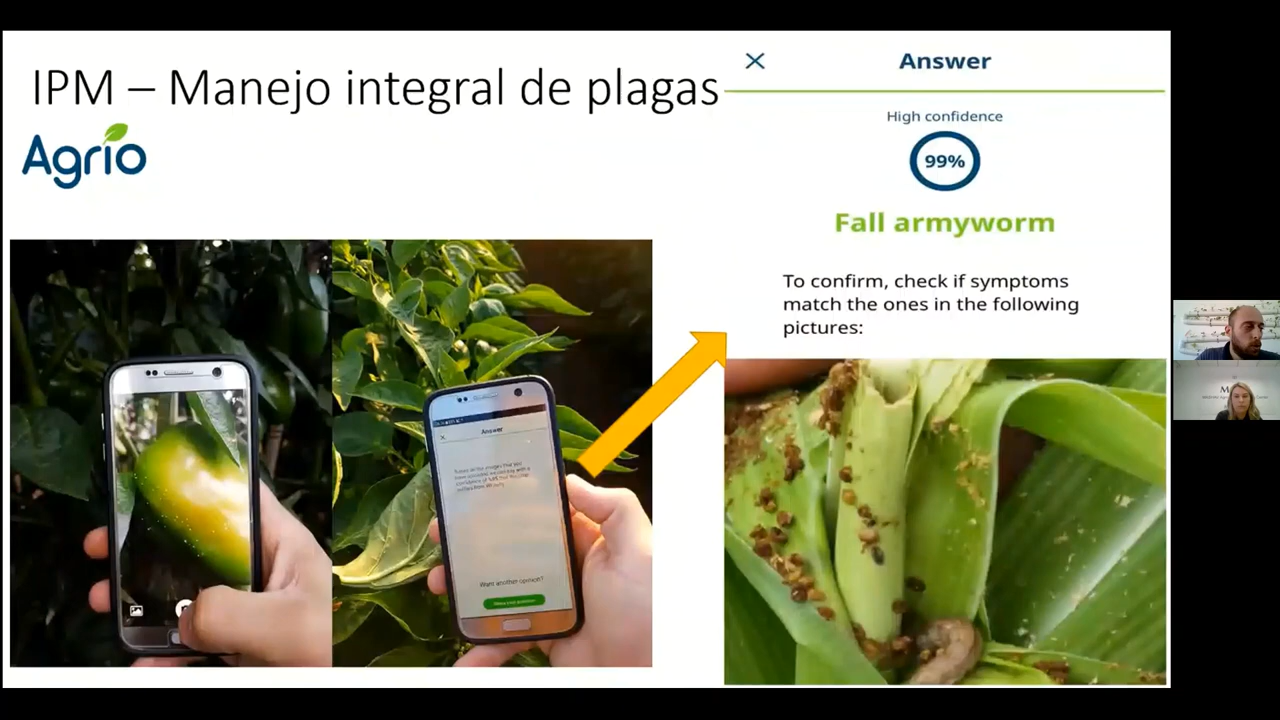 IPM – Manejo integral de plagas
Agrio
Answer
High confidence
99%
Fall armyworm
To confirm, check if symptoms
match the ones in the following
pictures:
Answer
Want another opinion?